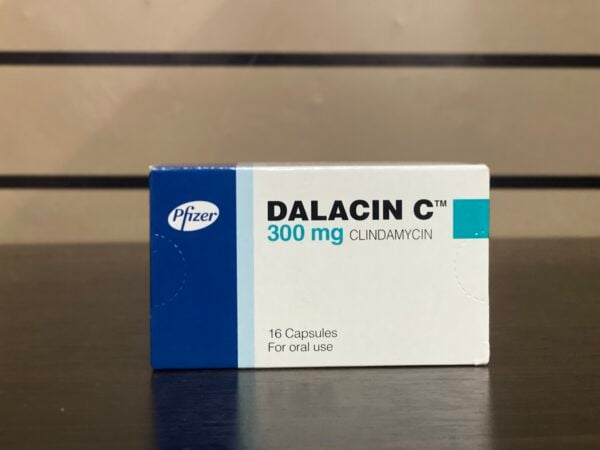 Pfizer
DALACIN C™
300 mg CLINDAMYCIN
16 Capsules
For oral use